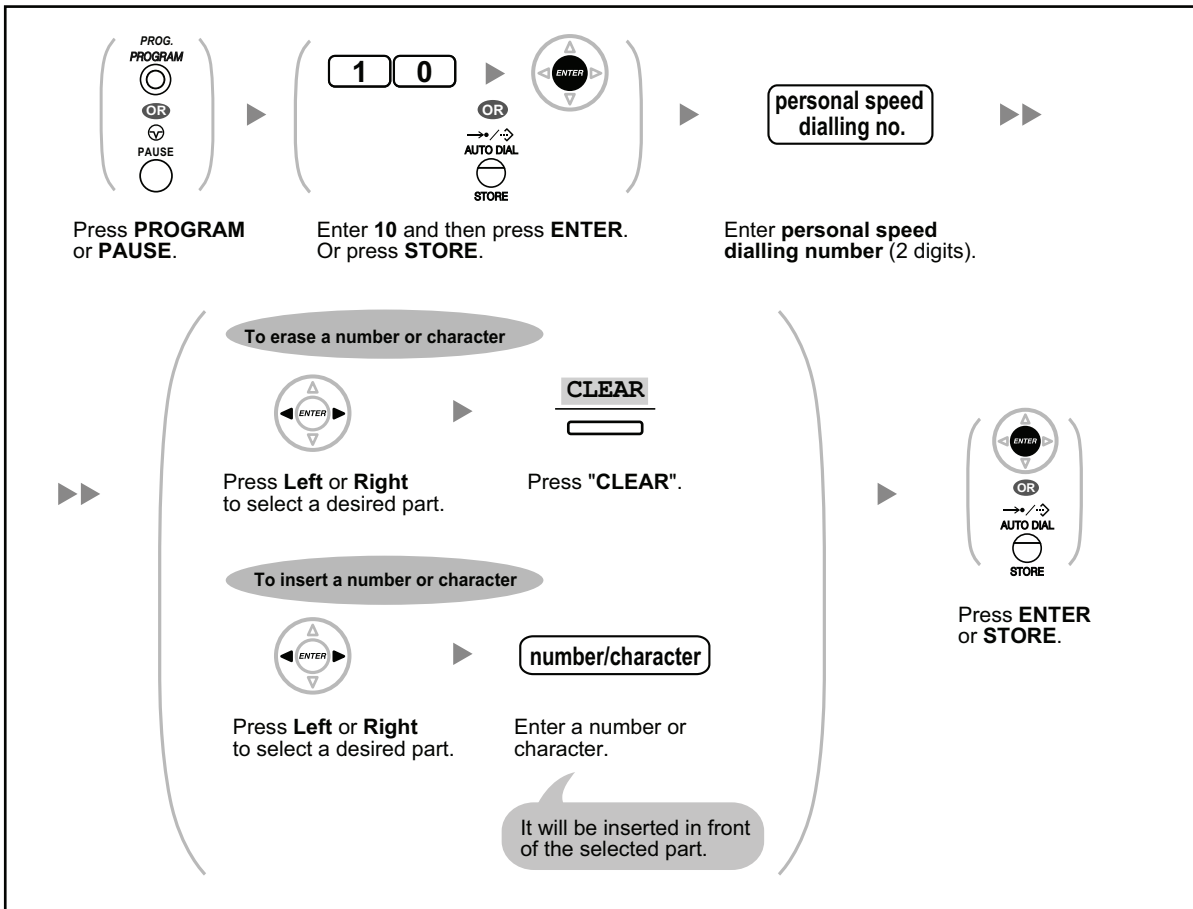 PROG.
PROGRAM
OR
PAUSE
1 0
ENTER
OR
AUTO DIAL
STORE
personal speed
dialling no.
Press PROGRAM
or PAUSE.
Enter 10 and then press ENTER.
Or press STORE.
Enter personal speed
dialling number (2 digits).
To erase a number or character
ENTER
CLEAR
Press Left or Right
to select a desired part.
Press "CLEAR".
To insert a number or character
ENTER
number/character
Press Left or Right
to select a desired part.
Enter a number or
character.
It will be inserted in front
of the selected part.
ENTER
OR
AUTO DIAL
STORE
Press ENTER
or STORE.